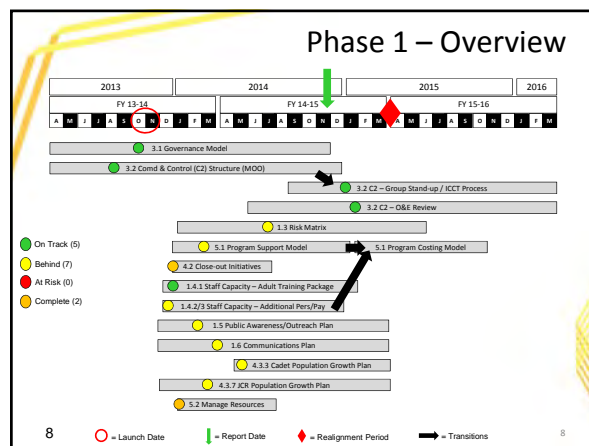 Phase 1 – Overview
2013 2014 2015 2016
FY 13-14 FY 14-15 FY 15-16
A M J J A S O N D J F M A M J J A S O N D J F M A M J J A S O N D J F M
3.1 Governance Model
3.2 Comd & Control (C2) Structure (MOO)
3.2 C2 – Group Stand-up / ICCT Process
3.2 C2 – O&E Review
1.3 Risk Matrix
5.1 Program Support Model 5.1 Program Costing Model
4.2 Close-out Initiatives
1.4.1 Staff Capacity – Adult Training Package
1.4.2/3 Staff Capacity – Additional Pers/Pay
1.5 Public Awareness/Outreach Plan
1.6 Communications Plan
4.3.3 Cadet Population Growth Plan
4.3.7 JCR Population Growth Plan
5.2 Manage Resources
On Track (5)
Behind (7)
At Risk (0)
Complete (2)
8 = Launch Date = Report Date = Realignment Period = Transitions 8